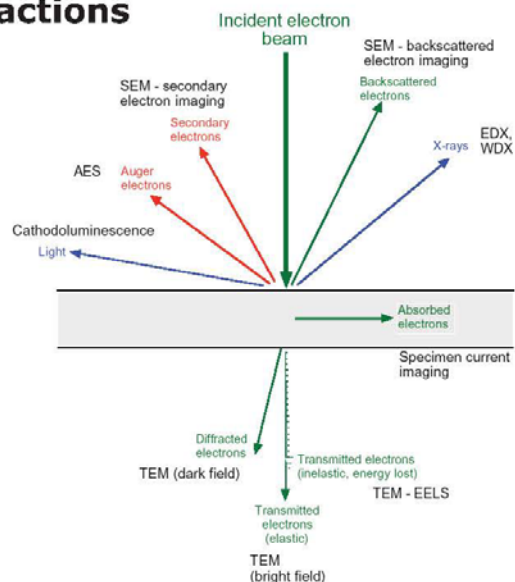 actions
Incident electron
beam
SEM - backscattered
electron imaging
Backscattered
electrons
SEM - secondary
electron imaging
Secondary
electrons
EDX,
WDX
X-rays
AES
Auger
electrons
Cathodoluminescence
Light
Absorbed
electrons
Specimen current
imaging
Diffracted
electrons
TEM (dark field)
Transmitted electrons
(inelastic, energy lost)
TEM - EELS
Transmitted
electrons
(elastic)
TEM
(bright field)